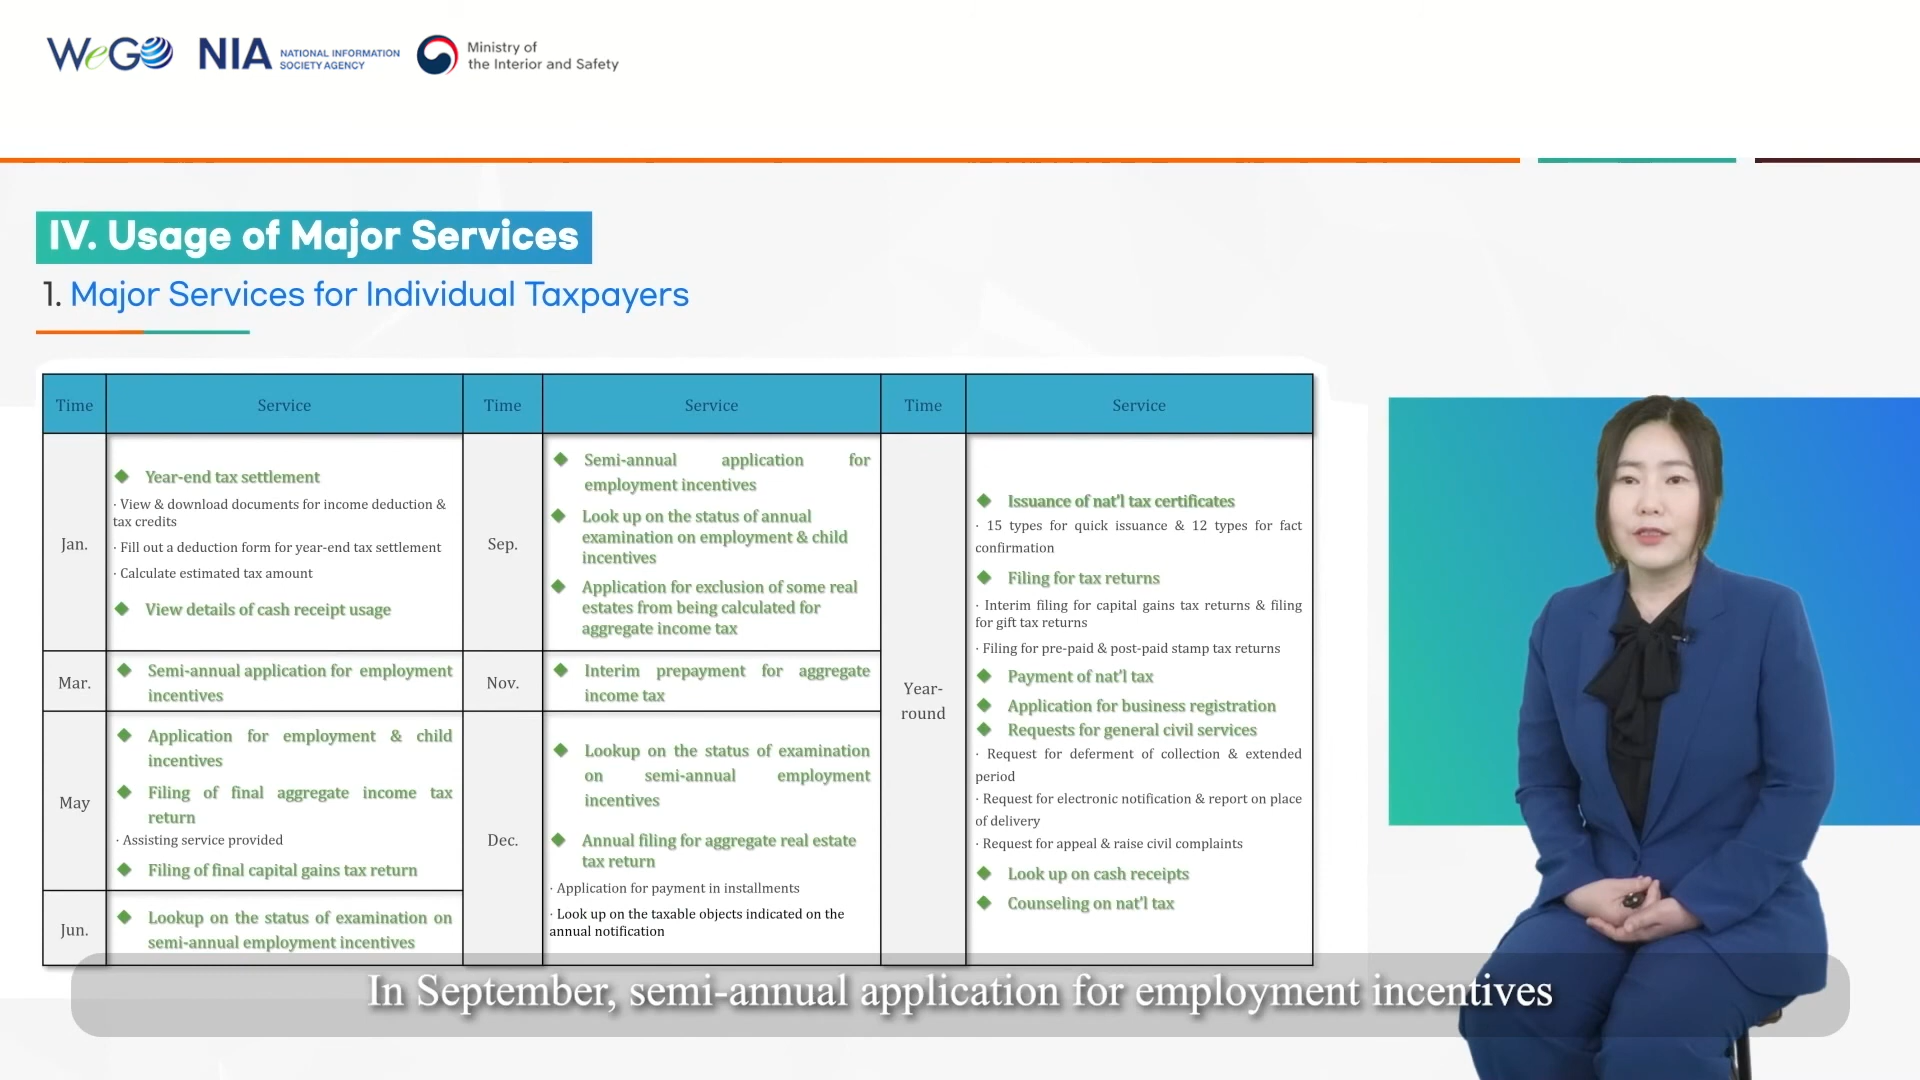 WeGO NIA NATIONAL INFORMATION SOCIETY AGENCY Ministry of the Interior and Safety
IV. Usage of Major Services
1. Major Services for Individual Taxpayers
Time Service Time Service Time Service
Jan.
◆ Year-end tax settlement
· View & download documents for income deduction &
tax credits
· Fill out a deduction form for year-end tax settlement
· Calculate estimated tax amount
◆ View details of cash receipt usage
Mar.
◆ Semi-annual application for employment
incentives
May
◆ Application for employment & child
incentives
◆ Filing of final aggregate income tax
return
· Assisting service provided
◆ Filing of final capital gains tax return
Jun.
◆ Lookup on the status of examination on
semi-annual employment incentives
Sep.
◆ Semi-annual application for
employment incentives
◆ Look up on the status of annual
examination on employment & child
incentives
◆ Application for exclusion of some real
estates from being calculated for
aggregate income tax
Nov.
◆ Interim prepayment for aggregate
income tax
Dec.
◆ Lookup on the status of examination
on semi-annual employment
incentives
◆ Annual filing for aggregate real estate
tax return
· Application for payment in installments
· Look up on the taxable objects indicated on the
annual notification
Year-
round
◆ Issuance of nat'l tax certificates
· 15 types for quick issuance & 12 types for fact
confirmation
◆ Filing for tax returns
· Interim filing for capital gains tax returns & filing
for gift tax returns
· Filing for pre-paid & post-paid stamp tax returns
◆ Payment of nat'l tax
◆ Application for business registration
◆ Requests for general civil services
· Request for deferment of collection & extended
period
· Request for electronic notification & report on place
of delivery
· Request for appeal & raise civil complaints
◆ Look up on cash receipts
◆ Counseling on nat'l tax
In September, semi-annual application for employment incentives